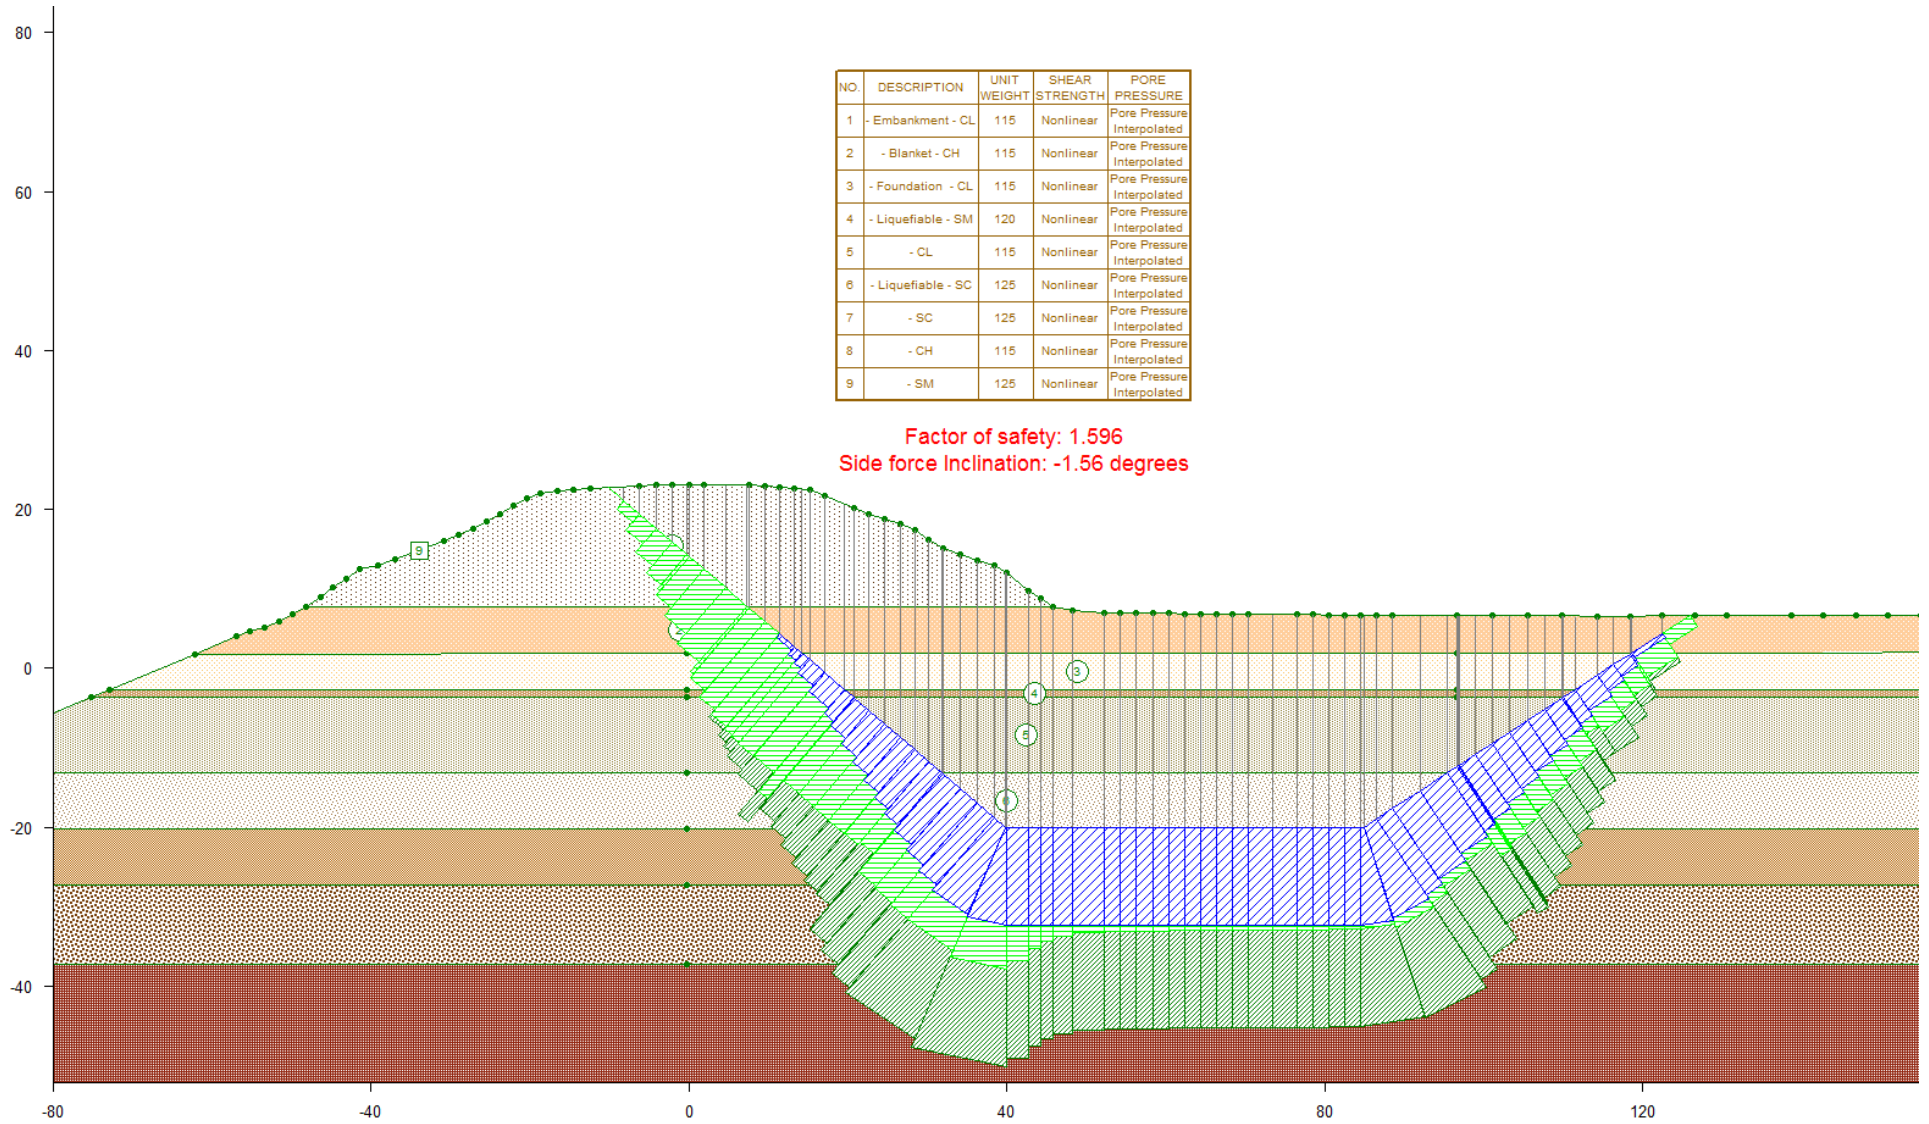 80
60
40
20
0
-20
-40
-80
-40
0
40
80
120
NO. DESCRIPTION UNIT WEIGHT SHEAR STRENGTH PORE PRESSURE
1 - Embankment - CL 115 Nonlinear Pore Pressure Interpolated
2 - Blanket - CH 115 Nonlinear Pore Pressure Interpolated
3 - Foundation - CL 115 Nonlinear Pore Pressure Interpolated
4 - Liquefiable - SM 120 Nonlinear Pore Pressure Interpolated
5 - CL 115 Nonlinear Pore Pressure Interpolated
6 - Liquefiable - SC 125 Nonlinear Pore Pressure Interpolated
7 - SC 125 Nonlinear Pore Pressure Interpolated
8 - CH 115 Nonlinear Pore Pressure Interpolated
9 - SM 125 Nonlinear Pore Pressure Interpolated
Factor of safety: 1.596
Side force Inclination: -1.56 degrees
9
2
3
4
5
6